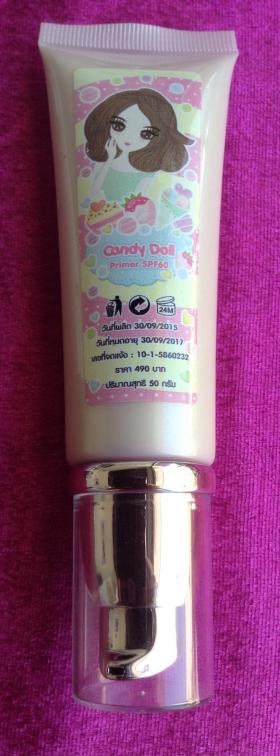 Candy Doll
Primer SPF60
24M
วันที่ผลิต 30/09/2015
วันที่หมดอายุ 30/09/2017
เลขที่จดแจ้ง : 10-1-5860232
ราคา 490 บาท
ปริมาณสุทธิ 50 กรัม